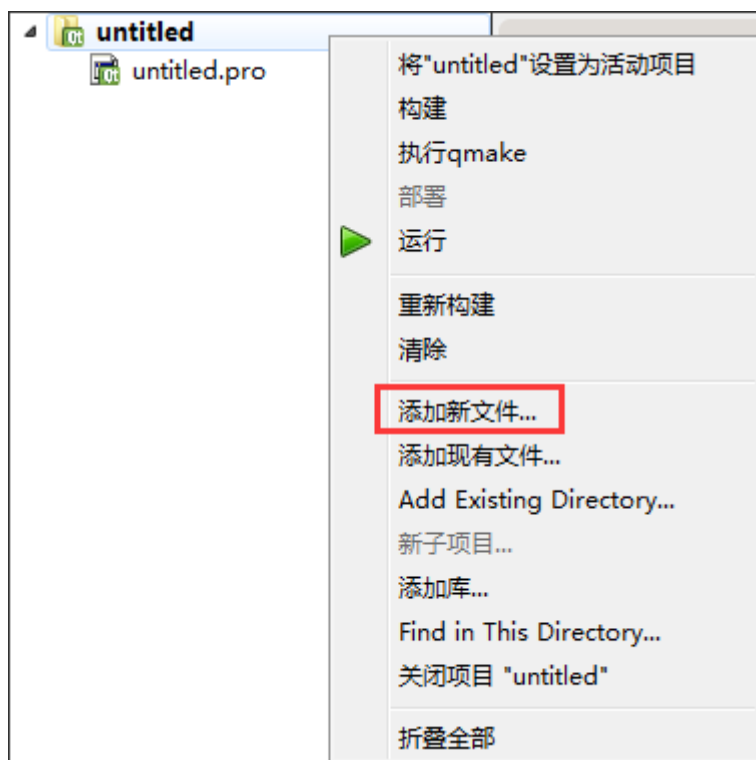 untitled
untitled.pro
将"untitled"设置为活动项目
构建
执行qmake
部署
运行
重新构建
清除
添加新文件...
添加现有文件...
Add Existing Directory...
新子项目...
添加库...
Find in This Directory...
关闭项目 "untitled"
折叠全部